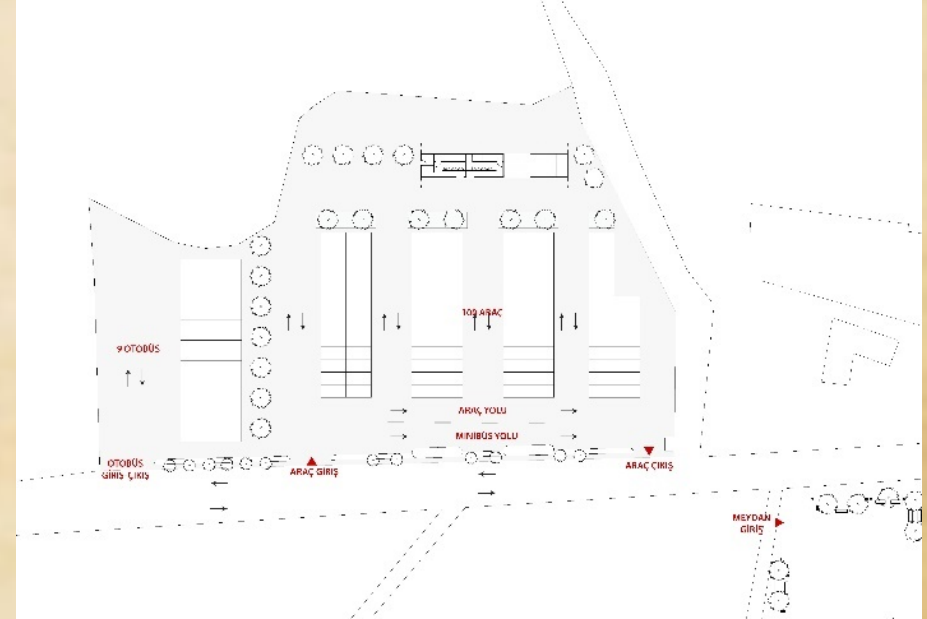 100 ARAÇ
9 OTOBÜS
ARAÇ YOLU
MİNİBÜS YOLU
OTOBÜS
GİRİŞ ÇIKIŞ
ARAÇ GİRİŞ
ARAÇ ÇIKIŞ
MEYDAN
GİRİŞ